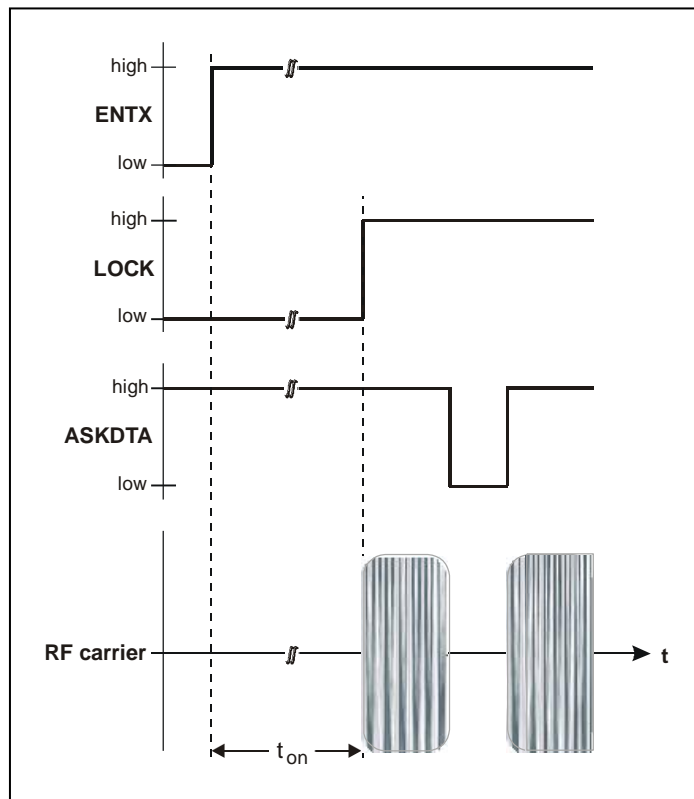 high
ENTX
low
high
LOCK
low
high
ASKDTA
low
RF carrier
t
t on